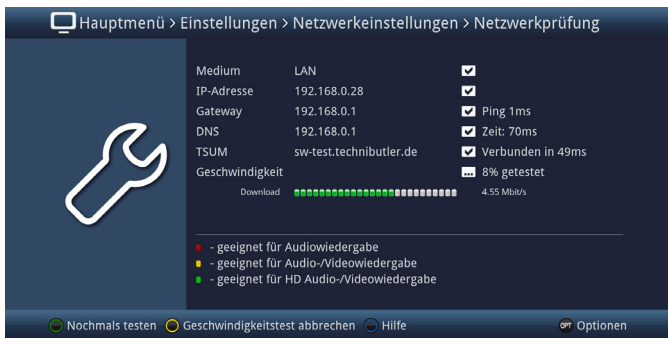 Hauptmenü > Einstellungen > Netzwerkeinstellungen > Netzwerkprüfung
Medium LAN
IP-Adresse 192.168.0.28
Gateway 192.168.0.1 Ping 1ms
DNS 192.168.0.1 Zeit: 70ms
TSUM sw-test.technibutler.de Verbunden in 49ms
Geschwindigkeit ... 8% getestet
Download 4.55 Mbit/s
- geeignet für Audiowiedergabe
- geeignet für Audio-/Videowiedergabe
- geeignet für HD Audio-/Videowiedergabe
Nochmals testen Geschwindigkeitstest abbrechen Hilfe OPT Optionen